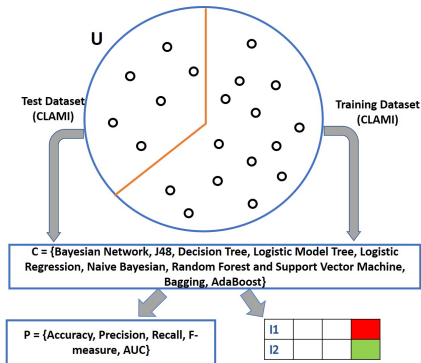 U
Test Dataset
(CLAMI)
Training Dataset
(CLAMI)
C = {Bayesian Network, J48, Decision Tree, Logistic Model Tree, Logistic
Regression, Naive Bayesian, Random Forest and Support Vector Machine,
Bagging, AdaBoost}
P = {Accuracy, Precision, Recall, F-
measure, AUC}
I1
I2